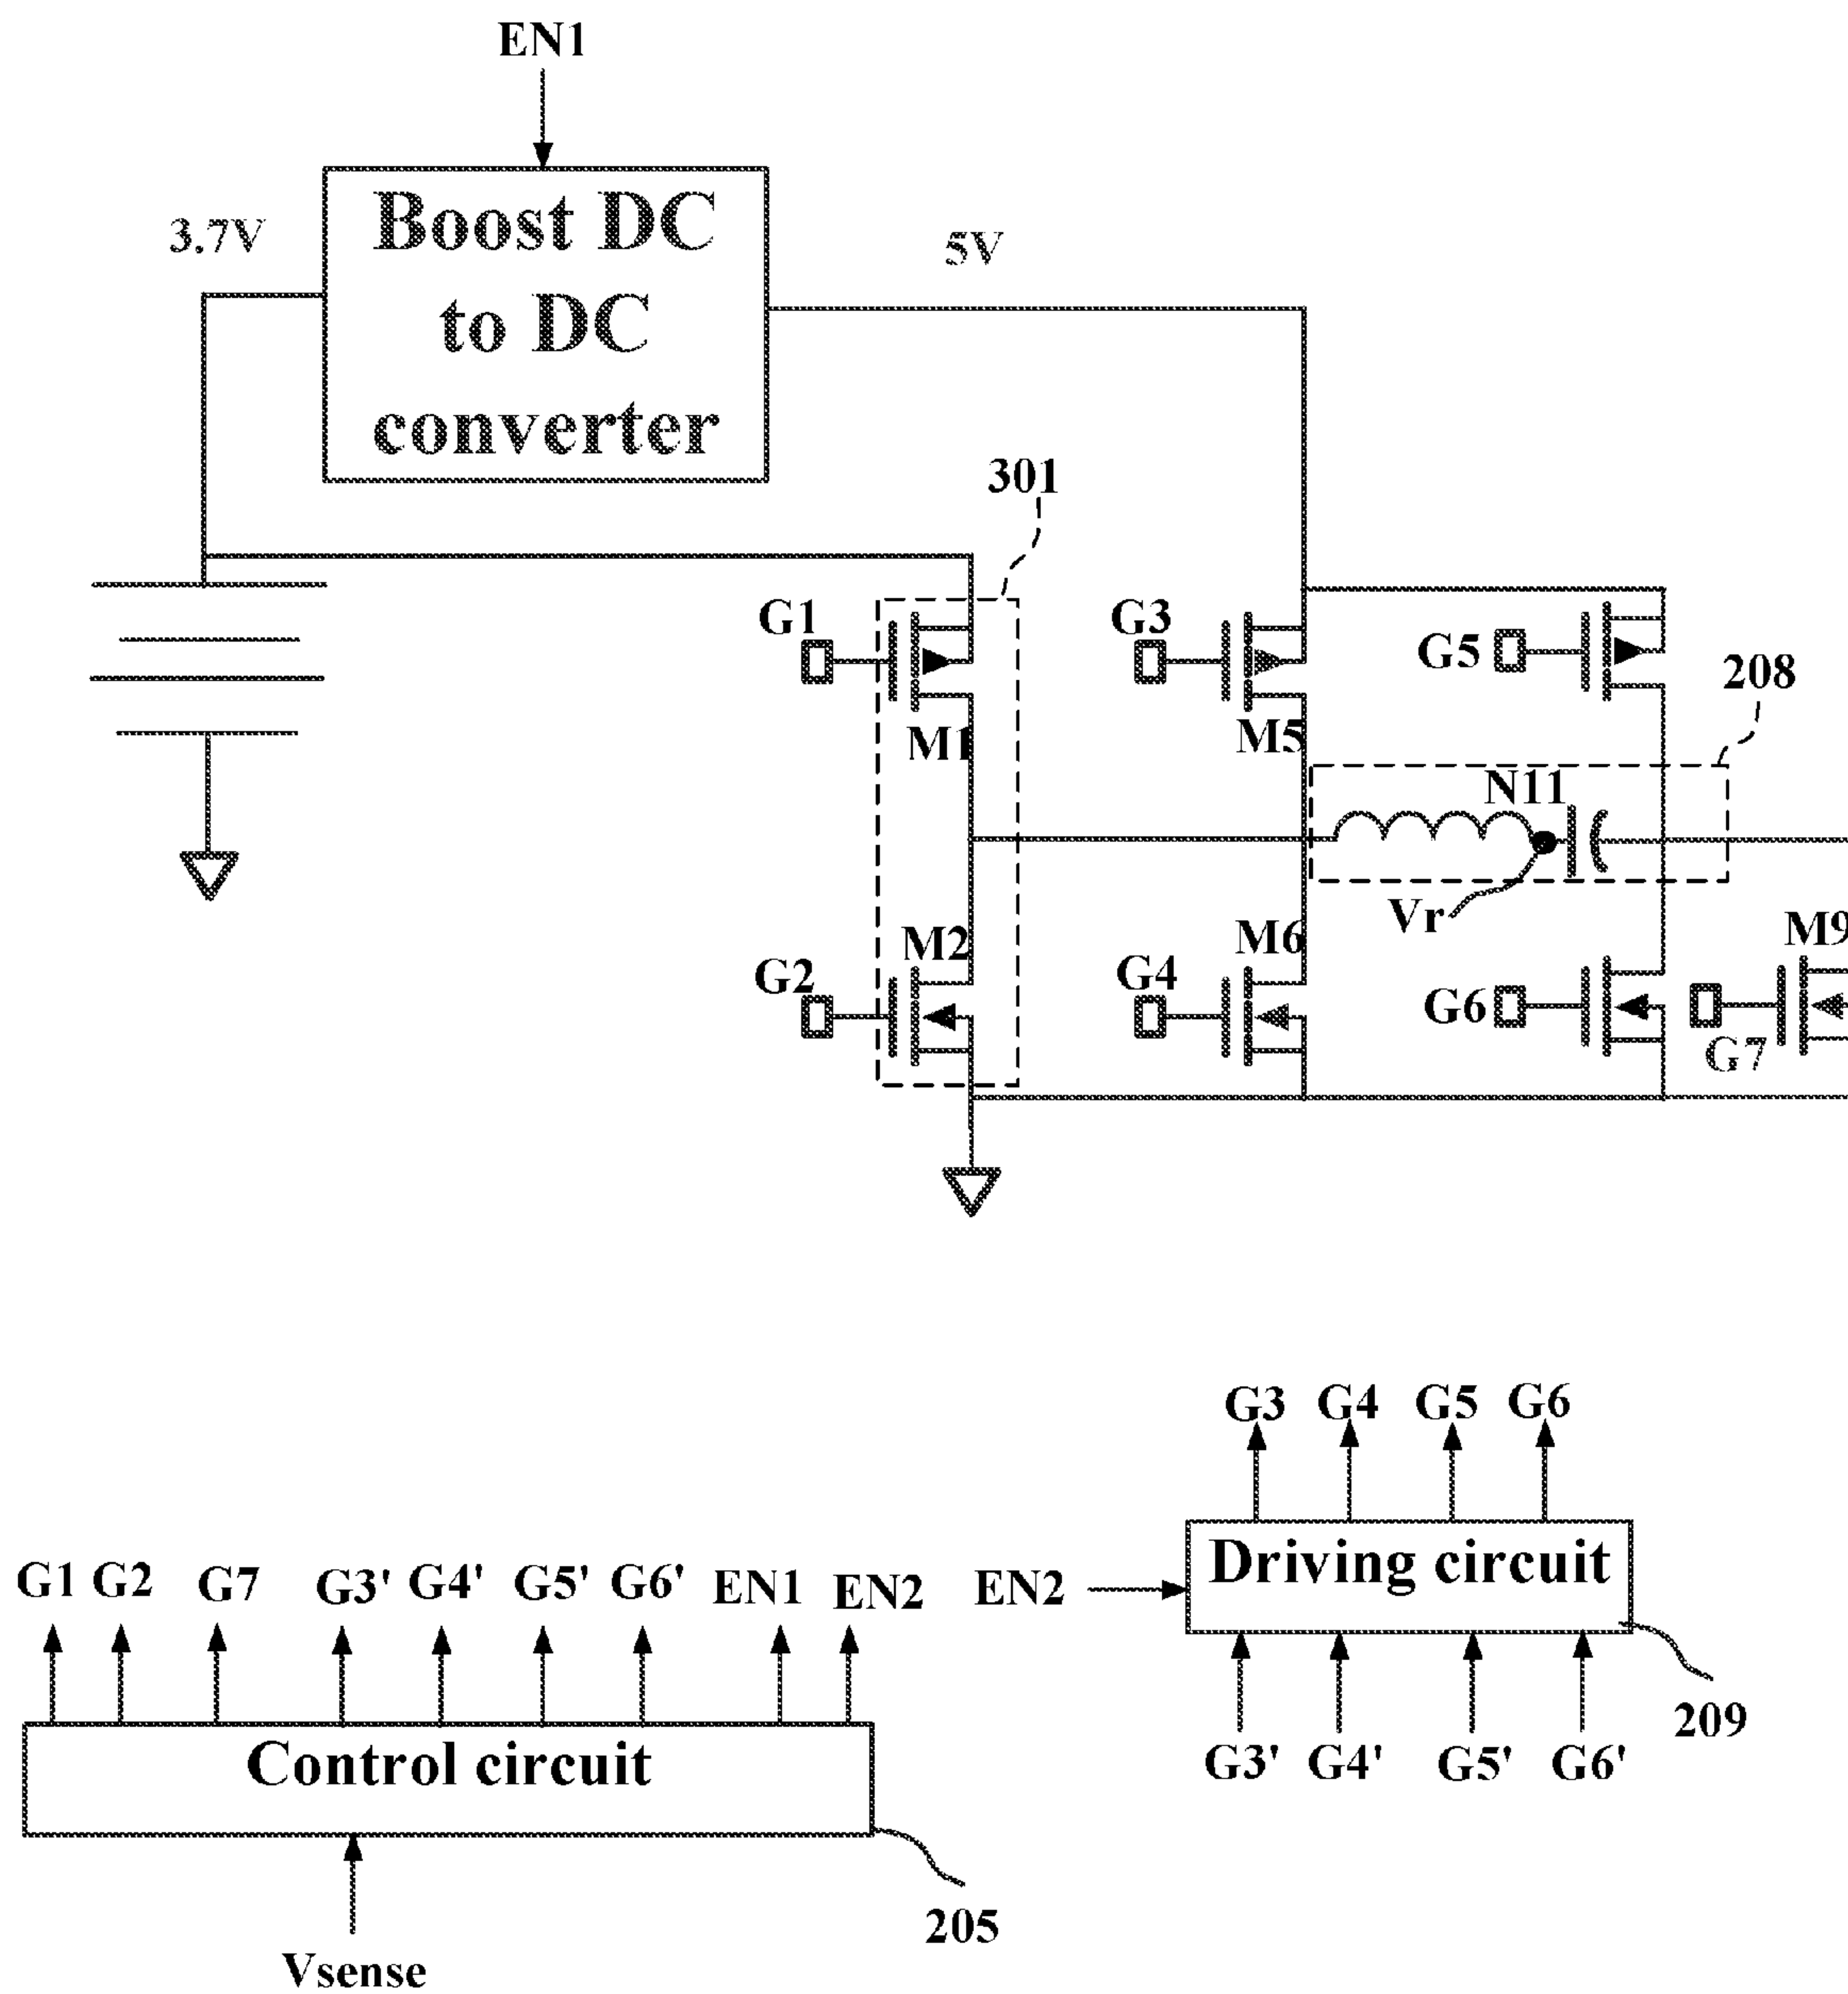 EN1
Boost DC
to DC
converter
3.7V
5V
301
G1
G3
G5
208
M1
M5
N11
Vr
M2
M6
M9
G2
G4
G6
G7
G3 G4 G5 G6
Driving circuit
EN2
G3' G4' G5' G6'
209
G1 G2 G7 G3' G4' G5' G6' EN1 EN2
Control circuit
205
Vsense